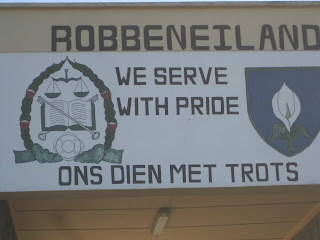 ROBBENEILAND
WE SERVE
WITH PRIDE
ONS DIEN MET TROTS